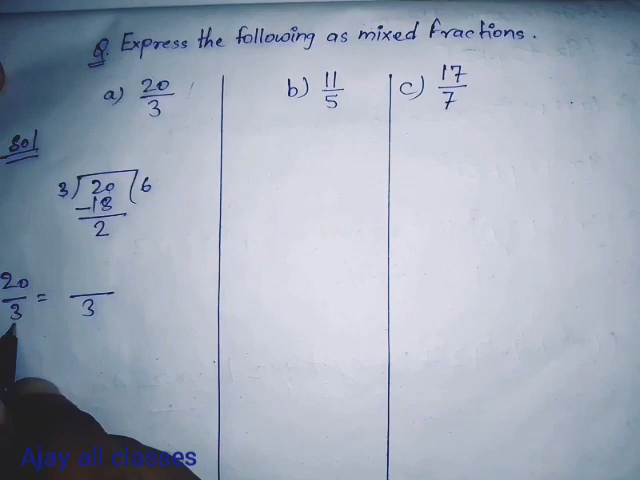 Q. Express the following as mixed fractions.
a) 20/3
b) 11/5
c) 17/7
Sol
3) 20 (6
-18
2
20/3 = /3
Ajay all classes